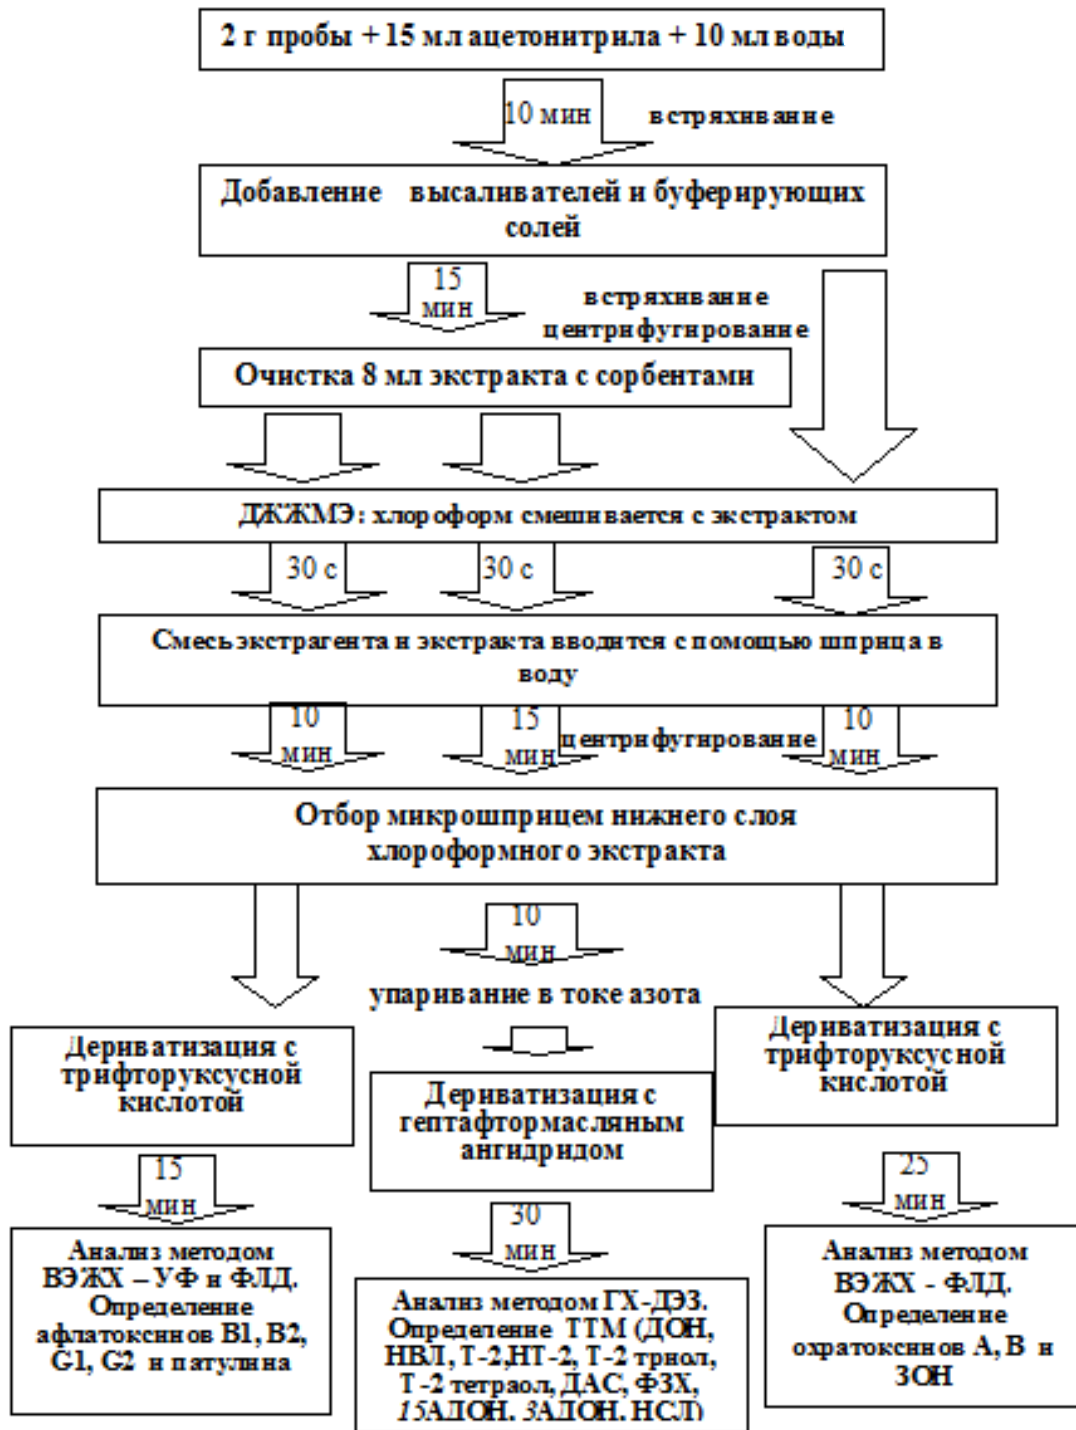 2 г пробы + 15 мл ацетонитрила + 10 мл воды
10 мин
встряхивание
Добавление высаливателей и буферирующих
солей
15
мин
встряхивание
центрифугирование
Очистка 8 мл экстракта с сорбентами
ДЖЖМЭ: хлороформ смешивается с экстрактом
30 с
30 с
30 с
Смесь экстрагента и экстракта вводится с помощью шприца в
воду
10
мин
15
мин
центрифугирование
10
мин
Отбор микрошприцем нижнего слоя
хлороформного экстракта
10
мин
упаривание в токе азота
Дериватизация с
трифторуксусной
кислотой
Дериватизация с
гептафтормасляным
ангидридом
Дериватизация с
трифторуксусной
кислотой
15
мин
30
мин
25
мин
Анализ методом
ВЭЖХ – УФ и ФЛД.
Определение
афлатоксинов В1, В2,
G1, G2 и патулина
Анализ методом ГХ-ДЭЗ.
Определение ТТМ (ДОН,
НВЛ, Т-2,НТ-2, Т-2 триол,
Т-2 тетраол, ДАС, ФЗХ,
15АДОН. 3АДОН. НСЛ)
Анализ методом
ВЭЖХ - ФЛД.
Определение
охратоксинов А, В и
ЗОН